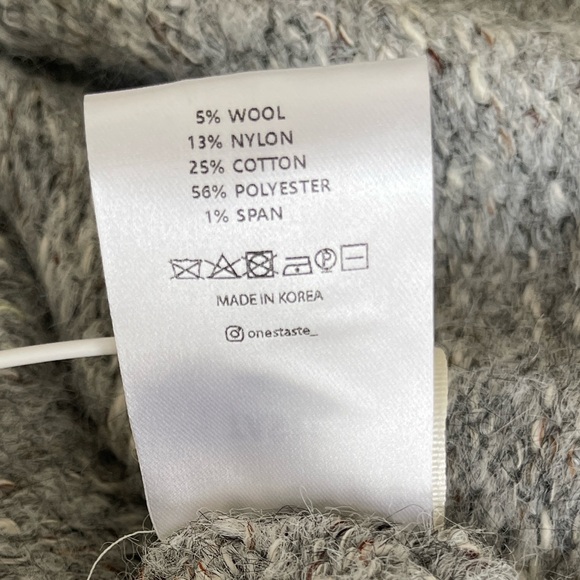 5% WOOL
13% NYLON
25% COTTON
56% POLYESTER
1% SPAN
P
MADE IN KOREA
onestaste_